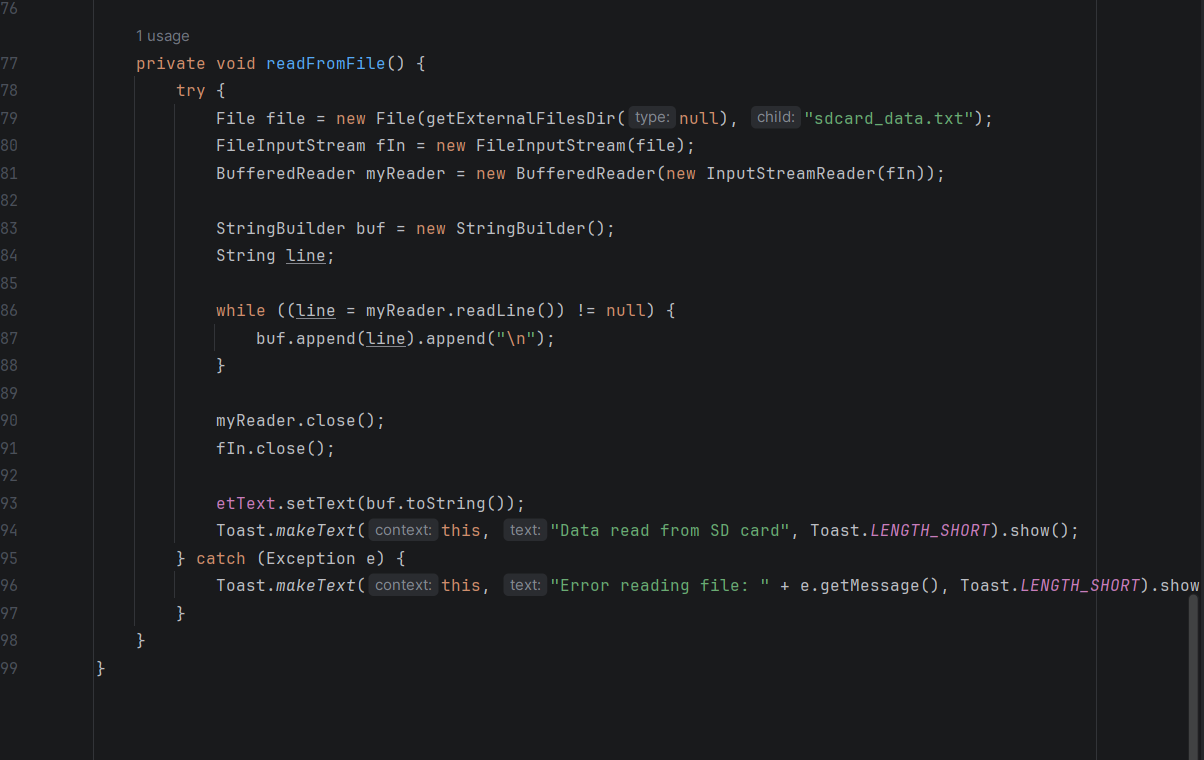 76
1 usage
77 private void readFromFile() {
78 try {
79 File file = new File(getExternalFilesDir( type: null), child: "sdcard_data.txt");
80 FileInputStream fIn = new FileInputStream(file);
81 BufferedReader myReader = new BufferedReader(new InputStreamReader(fIn));
82
83 StringBuilder buf = new StringBuilder();
84 String line;
85
86 while ((line = myReader.readLine()) != null) {
87 buf.append(line).append("\n");
88 }
89
90 myReader.close();
91 fIn.close();
92
93 etText.setText(buf.toString());
94 Toast.makeText( context: this, text: "Data read from SD card", Toast.LENGTH_SHORT).show();
95 } catch (Exception e) {
96 Toast.makeText( context: this, text: "Error reading file: " + e.getMessage(), Toast.LENGTH_SHORT).show
97 }
98 }
99 }